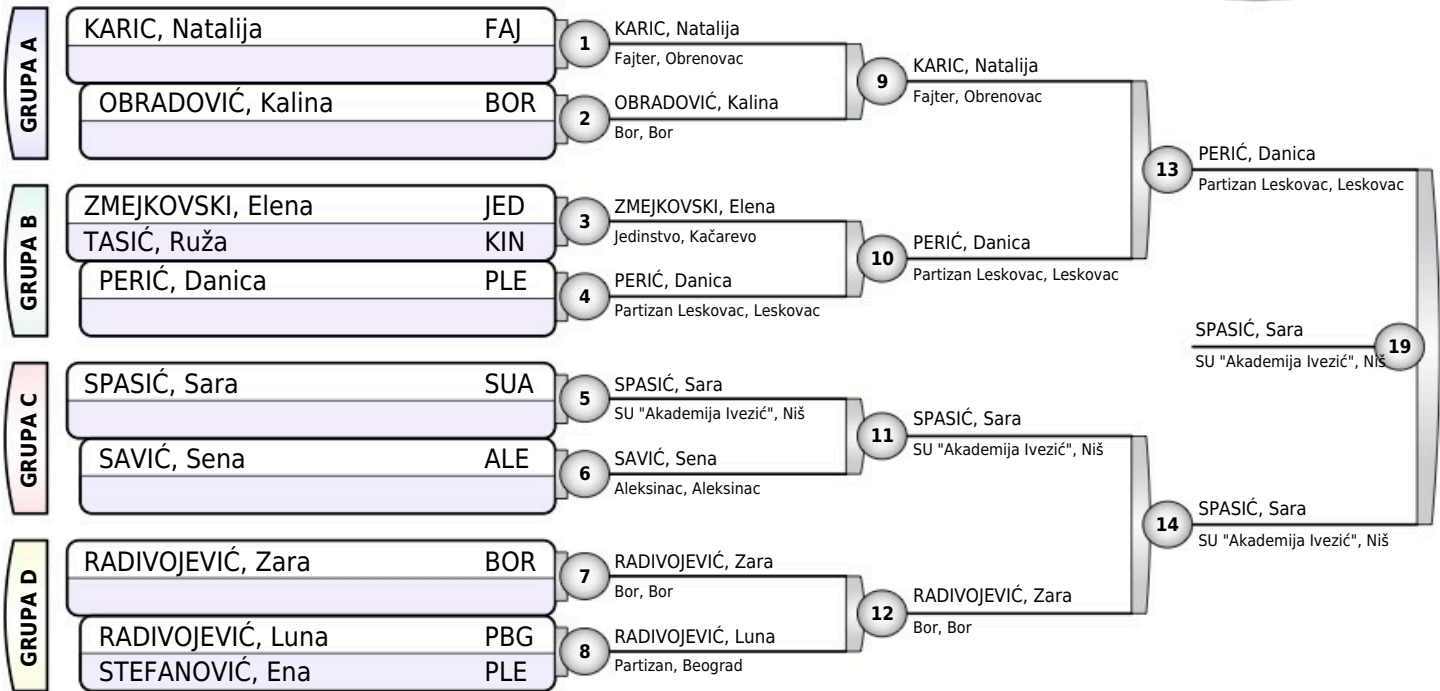 GRUPA A
KARIC, Natalija FAJ
OBRADOVIĆ, Kalina BOR
GRUPA B
ZMEJKOVSKI, Elena JED
TASIĆ, Ruža KIN
PERIĆ, Danica PLE
GRUPA C
SPASIĆ, Sara SUA
SAVIĆ, Sena ALE
GRUPA D
RADIVOJEVIĆ, Zara BOR
RADIVOJEVIĆ, Luna PBG
STEFANOVIĆ, Ena PLE
1
KARIC, Natalija
Fajter, Obrenovac
2
OBRADOVIĆ, Kalina
Bor, Bor
3
ZMEJKOVSKI, Elena
Jedinstvo, Kačarevo
4
PERIĆ, Danica
Partizan Leskovac, Leskovac
5
SPASIĆ, Sara
SU "Akademija Ivezić", Niš
6
SAVIĆ, Sena
Aleksinac, Aleksinac
7
RADIVOJEVIĆ, Zara
Bor, Bor
8
RADIVOJEVIĆ, Luna
Partizan, Beograd
9
KARIC, Natalija
Fajter, Obrenovac
10
PERIĆ, Danica
Partizan Leskovac, Leskovac
11
SPASIĆ, Sara
SU "Akademija Ivezić", Niš
12
RADIVOJEVIĆ, Zara
Bor, Bor
13
PERIĆ, Danica
Partizan Leskovac, Leskovac
14
SPASIĆ, Sara
SU "Akademija Ivezić", Niš
SPASIĆ, Sara
SU "Akademija Ivezić", Niš
19